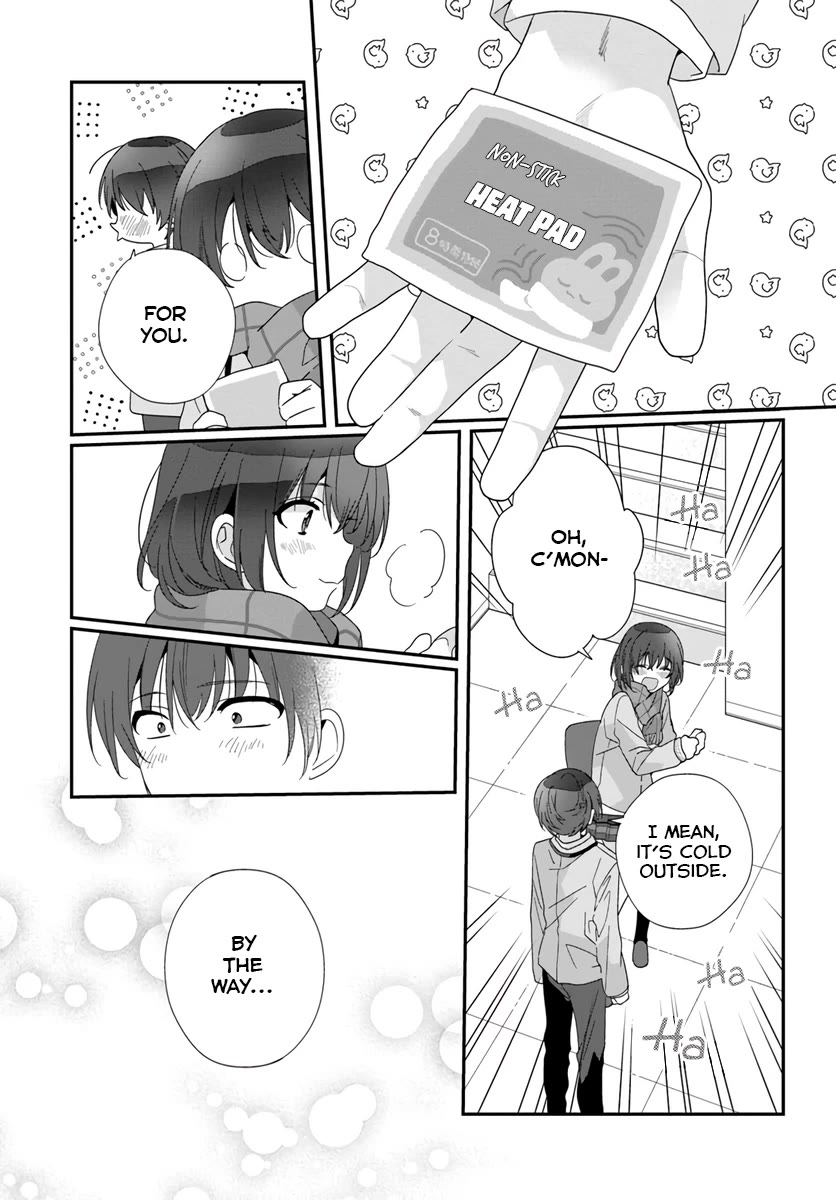 NON-STICK
HEAT PAD
8
FOR
YOU.
OH,
C'MON-
Ha
Ha
Ha
Ha
I MEAN,
IT'S COLD
OUTSIDE.
Ha
Ha
BY
THE
WAY...